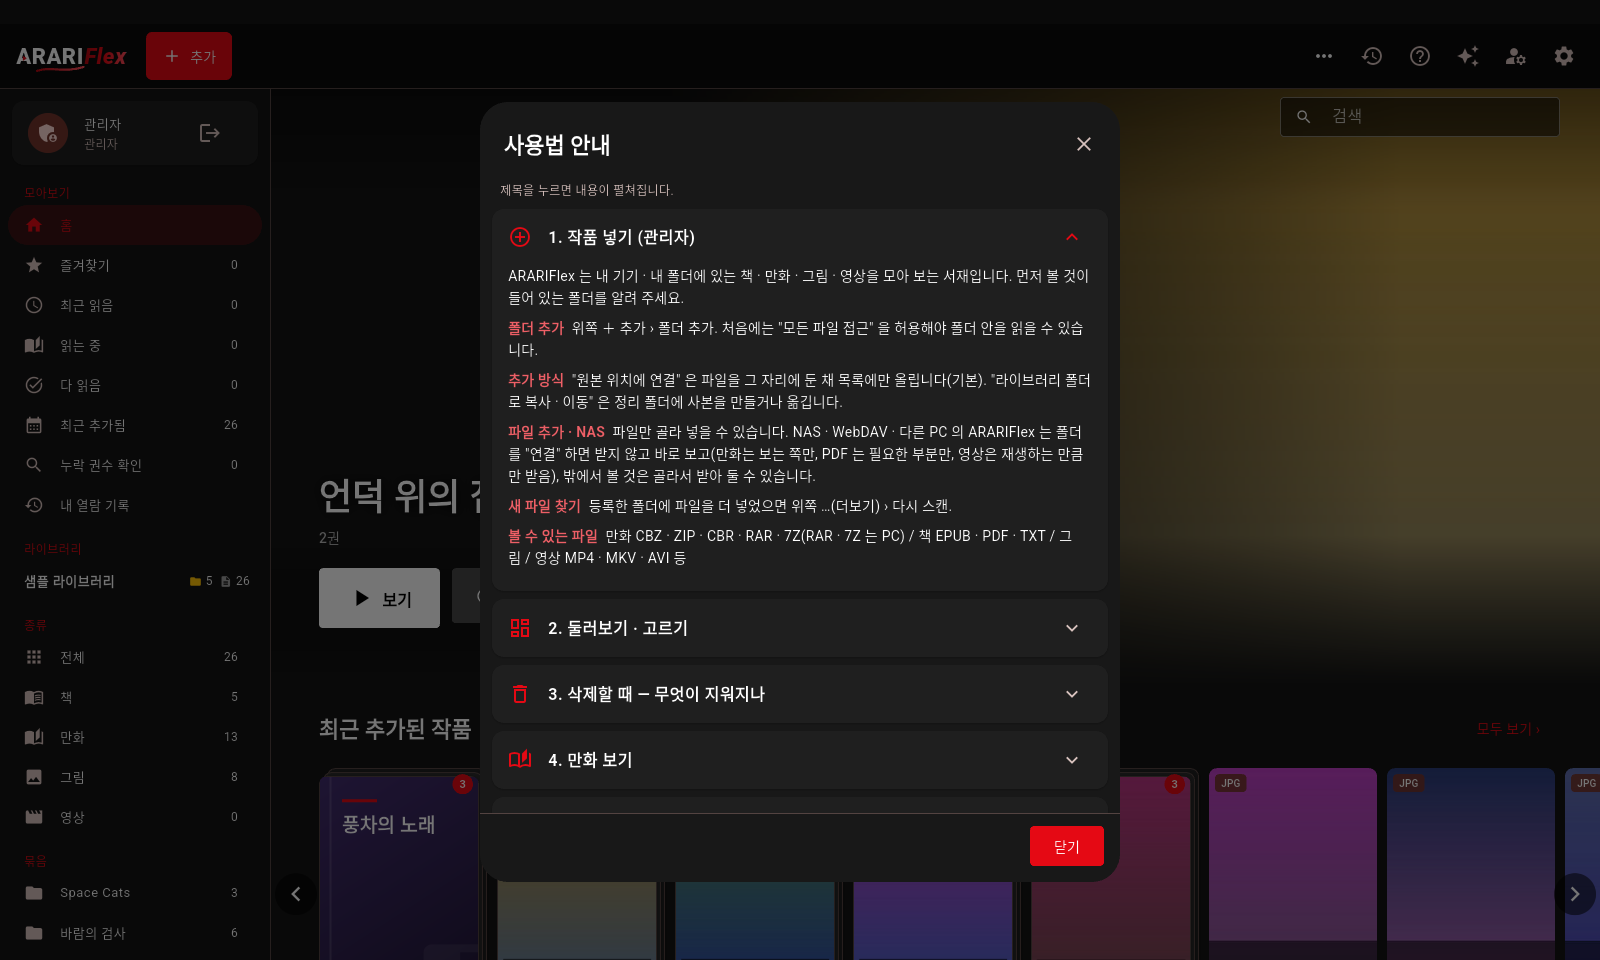 ARARIFlex
추가
검색
관리자
관리자
모아보기
홈
즐겨찾기 0
최근 읽음 0
읽는 중 0
다 읽음 0
최근 추가됨 26
누락 권수 확인 0
내 열람 기록
라이브러리
샘플 라이브러리 5 26
종류
전체 26
책 5
만화 13
그림 8
영상 0
묶음
Space Cats 3
바람의 검사 6
언덕 위의
2권
보기
최근 추가된 작품
모두 보기 ›
3
풍차의 노래
3
JPG
JPG
JPG
사용법 안내
제목을 누르면 내용이 펼쳐집니다.
1. 작품 넣기 (관리자)
ARARIFlex 는 내 기기 · 내 폴더에 있는 책 · 만화 · 그림 · 영상을 모아 보는 서재입니다. 먼저 볼 것이
들어 있는 폴더를 알려 주세요.
폴더 추가 위쪽 ＋ 추가 › 폴더 추가. 처음에는 "모든 파일 접근" 을 허용해야 폴더 안을 읽을 수 있습
니다.
추가 방식 "원본 위치에 연결" 은 파일을 그 자리에 둔 채 목록에만 올립니다(기본). "라이브러리 폴더
로 복사 · 이동" 은 정리 폴더에 사본을 만들거나 옮깁니다.
파일 추가 · NAS 파일만 골라 넣을 수 있습니다. NAS · WebDAV · 다른 PC 의 ARARIFlex 는 폴더
를 "연결" 하면 받지 않고 바로 보고(만화는 보는 쪽만, PDF 는 필요한 부분만, 영상은 재생하는 만큼
만 받음), 밖에서 볼 것은 골라서 받아 둘 수 있습니다.
새 파일 찾기 등록한 폴더에 파일을 더 넣었으면 위쪽 …(더보기) › 다시 스캔.
볼 수 있는 파일 만화 CBZ · ZIP · CBR · RAR · 7Z(RAR · 7Z 는 PC) / 책 EPUB · PDF · TXT / 그
림 / 영상 MP4 · MKV · AVI 등
2. 둘러보기 · 고르기
3. 삭제할 때 — 무엇이 지워지나
4. 만화 보기
닫기